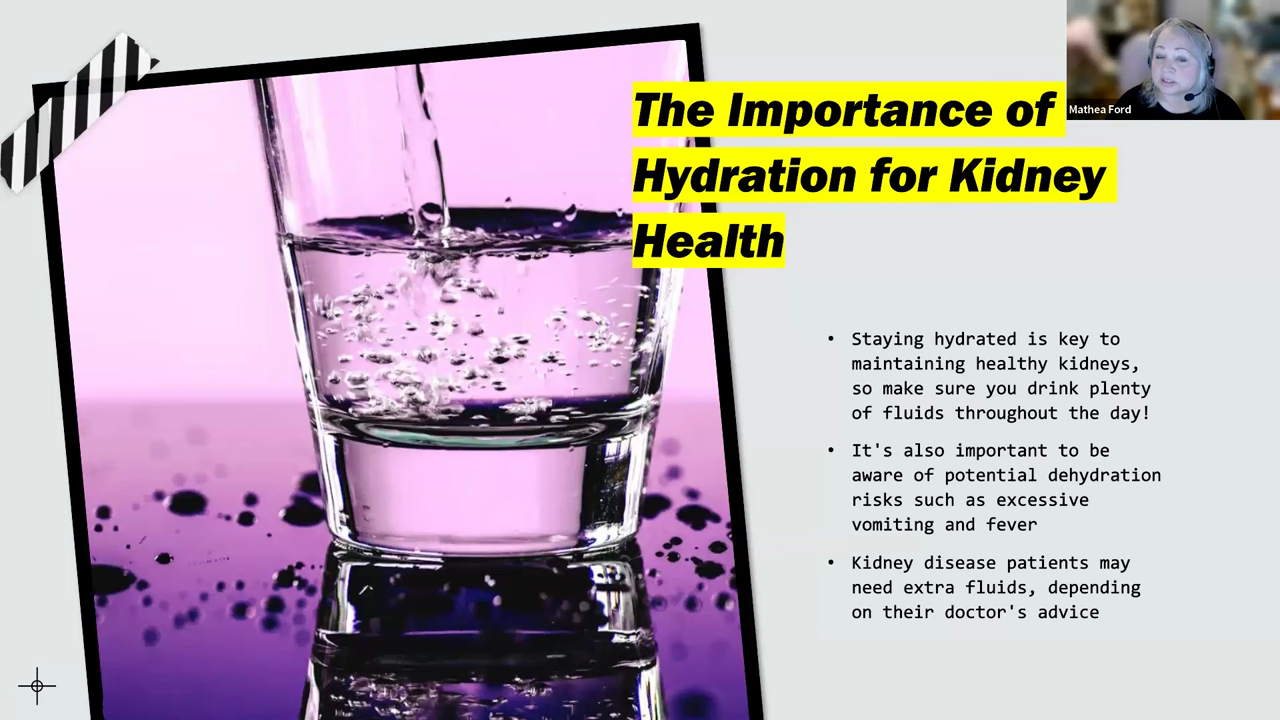 The Importance of
Hydration for Kidney
Health
Mathea Ford
• Staying hydrated is key to
maintaining healthy kidneys,
so make sure you drink plenty
of fluids throughout the day!
• It's also important to be
aware of potential dehydration
risks such as excessive
vomiting and fever
• Kidney disease patients may
need extra fluids, depending
on their doctor's advice